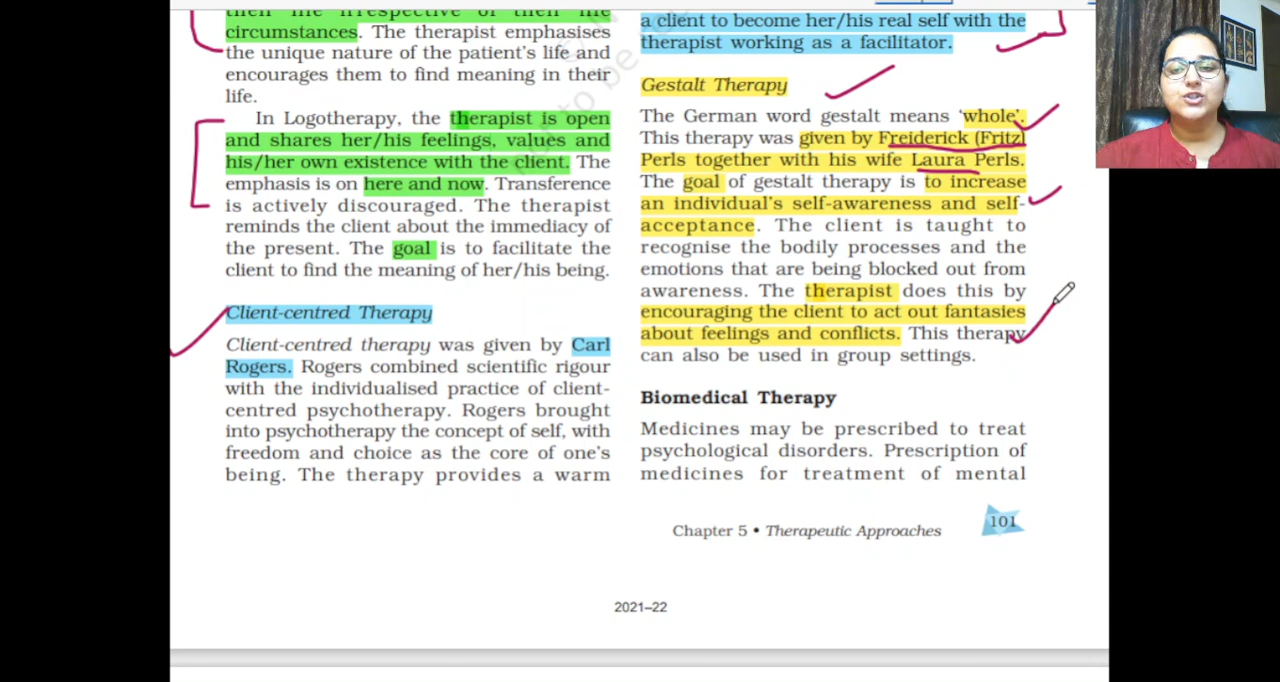 their life irrespective of their life
circumstances. The therapist emphasises
the unique nature of the patient's life and
encourages them to find meaning in their
life.
In Logotherapy, the therapist is open
and shares her/his feelings, values and
his/her own existence with the client. The
emphasis is on here and now. Transference
is actively discouraged. The therapist
reminds the client about the immediacy of
the present. The goal is to facilitate the
client to find the meaning of her/his being.
Client-centred Therapy
Client-centred therapy was given by Carl
Rogers. Rogers combined scientific rigour
with the individualised practice of client-
centred psychotherapy. Rogers brought
into psychotherapy the concept of self, with
freedom and choice as the core of one's
being. The therapy provides a warm
a client to become her/his real self with the
therapist working as a facilitator.
Gestalt Therapy
The German word gestalt means ‘whole’.
This therapy was given by Freiderick (Fritz)
Perls together with his wife Laura Perls.
The goal of gestalt therapy is to increase
an individual's self-awareness and self-
acceptance. The client is taught to
recognise the bodily processes and the
emotions that are being blocked out from
awareness. The therapist does this by
encouraging the client to act out fantasies
about feelings and conflicts. This therapy
can also be used in group settings.
Biomedical Therapy
Medicines may be prescribed to treat
psychological disorders. Prescription of
medicines for treatment of mental
Chapter 5 • Therapeutic Approaches
101
2021–22